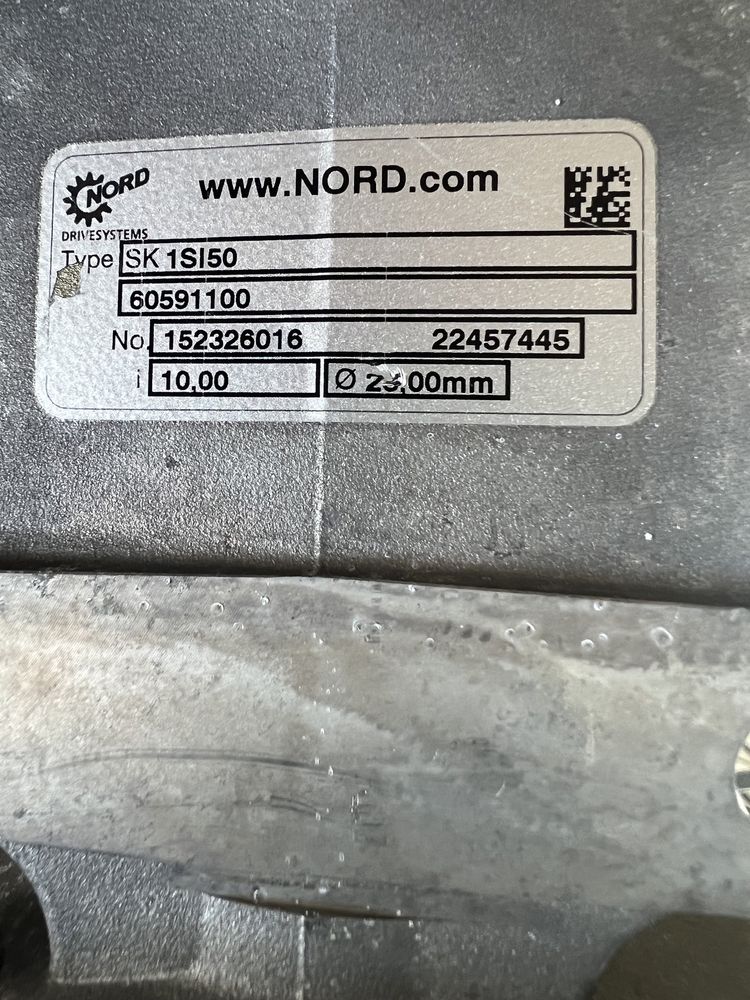 NORD
DRIVESYSTEMS
www.NORD.com
Type SK 1SI50
60591100
No. 152326016 22457445
i 10,00